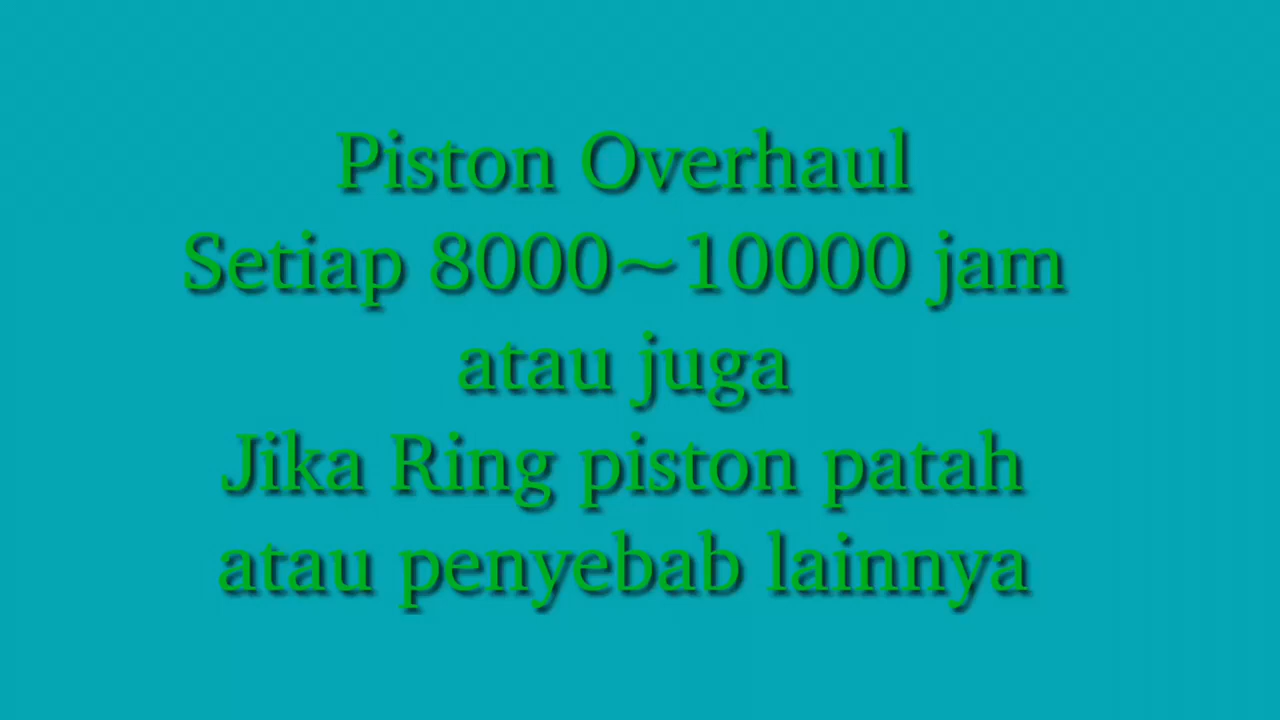 Piston Overhaul
Setiap 8000~10000 jam
atau juga
Jika Ring piston patah
atau penyebab lainnya